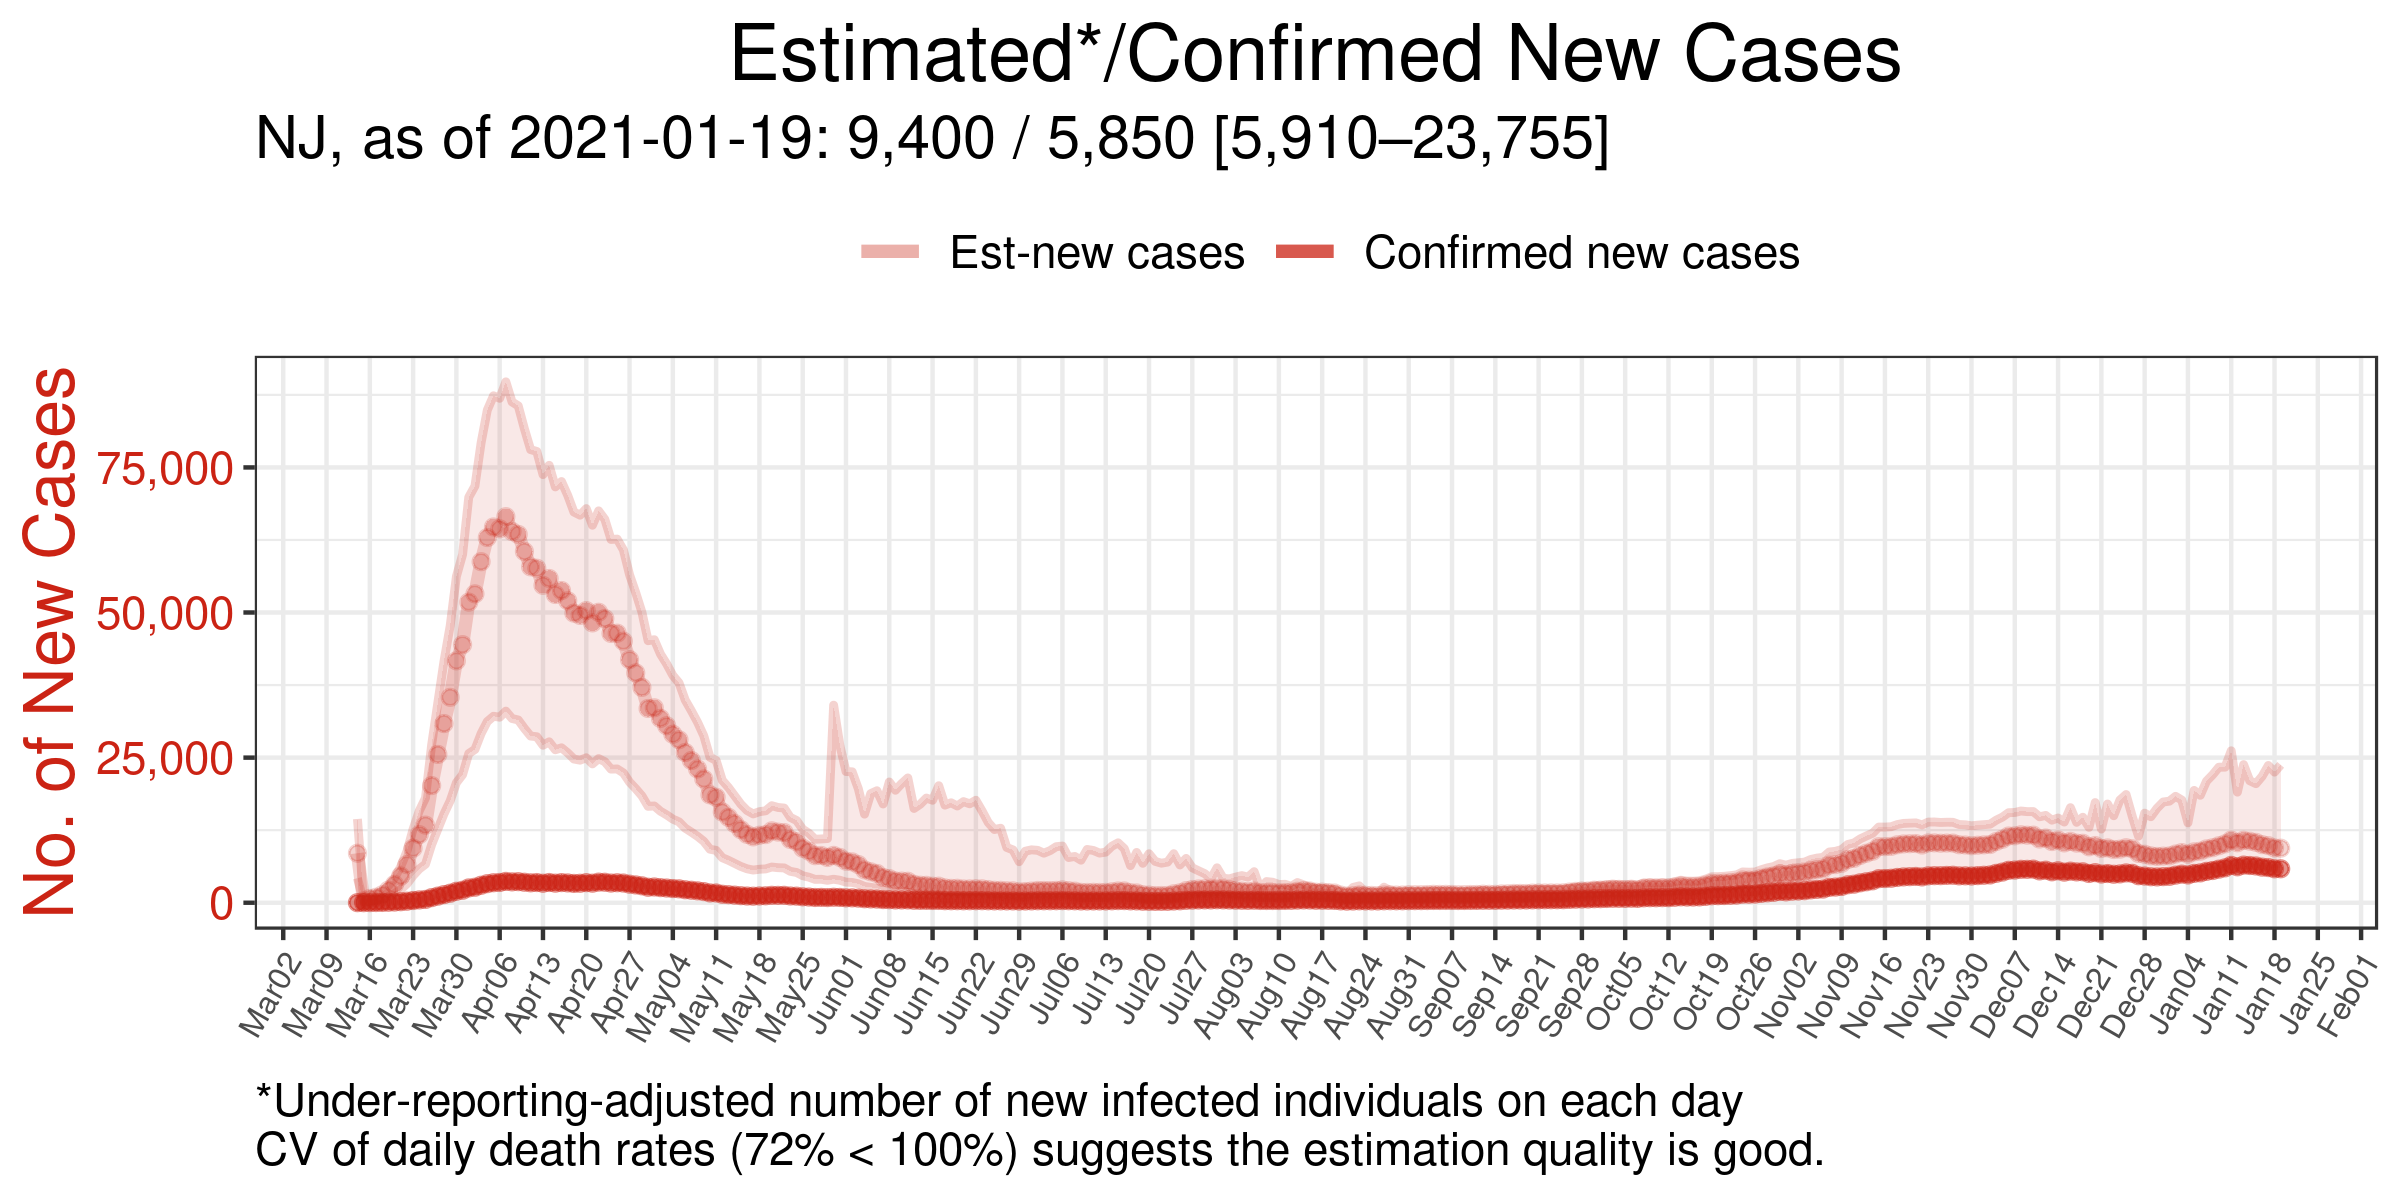 Estimated*/Confirmed New Cases
NJ, as of 2021-01-19: 9,400 / 5,850 [5,910–23,755]
Est-new cases Confirmed new cases
No. of New Cases
75,000
50,000
25,000
0
Mar02 Mar09 Mar16 Mar23 Mar30 Apr06 Apr13 Apr20 Apr27 May04 May11 May18 May25 Jun01 Jun08 Jun15 Jun22 Jun29 Jul06 Jul13 Jul20 Jul27 Aug03 Aug10 Aug17 Aug24 Aug31 Sep07 Sep14 Sep21 Sep28 Oct05 Oct12 Oct19 Oct26 Nov02 Nov09 Nov16 Nov23 Nov30 Dec07 Dec14 Dec21 Dec28 Jan04 Jan11 Jan18 Jan25 Feb01
*Under-reporting-adjusted number of new infected individuals on each day
CV of daily death rates (72% < 100%) suggests the estimation quality is good.